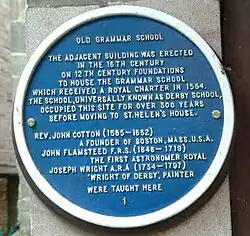 OLD GRAMMAR SCHOOL
THE ADJACENT BUILDING WAS ERECTED
IN THE 16TH CENTURY
ON 12TH CENTURY FOUNDATIONS
TO HOUSE THE GRAMMAR SCHOOL
WHICH RECEIVED A ROYAL CHARTER IN 1554.
THE SCHOOL, UNIVERSALLY KNOWN AS DERBY SCHOOL,
OCCUPIED THIS SITE FOR OVER 300 YEARS
BEFORE MOVING TO ST.HELEN'S HOUSE.
REV. JOHN COTTON (1585-1652)
A FOUNDER OF BOSTON, MASS. U.S.A.
JOHN FLAMSTEED F.R.S. (1646-1719)
THE FIRST ASTRONOMER ROYAL
JOSEPH WRIGHT A.R.A (1734-1797)
'WRIGHT OF DERBY', PAINTER
WERE TAUGHT HERE
1